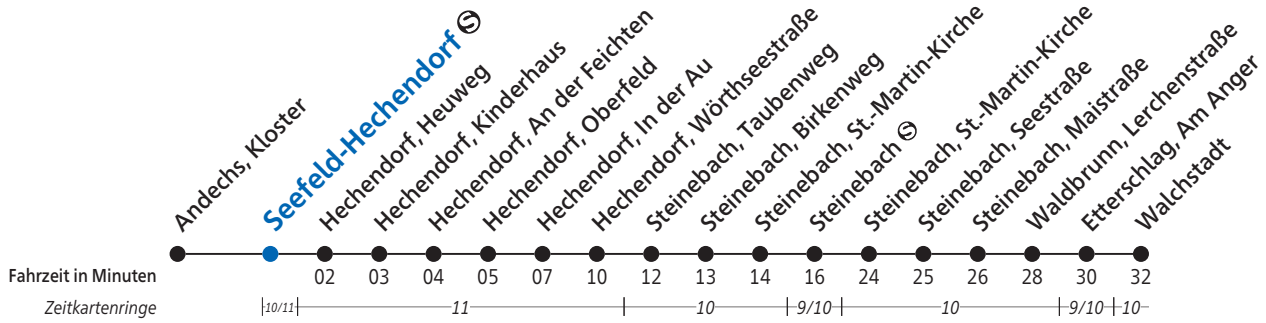 Andechs, Kloster
Seefeld-Hechendorf Ⓢ
Hechendorf, Heuweg
Hechendorf, Kinderhaus
Hechendorf, An der Feichten
Hechendorf, Oberfeld
Hechendorf, In der Au
Hechendorf, Wörthseestraße
Steinebach, Taubenweg
Steinebach, Birkenweg
Steinebach, St.-Martin-Kirche
Steinebach Ⓢ
Steinebach, St.-Martin-Kirche
Steinebach, Seestraße
Steinebach, Maistraße
Waldbrunn, Lerchenstraße
Etterschlag, Am Anger
Walchstadt
Fahrzeit in Minuten 02 03 04 05 07 10 12 13 14 16 24 25 26 28 30 32
Zeitkartenringe 10/11 11 10 9/10 10 9/10 10